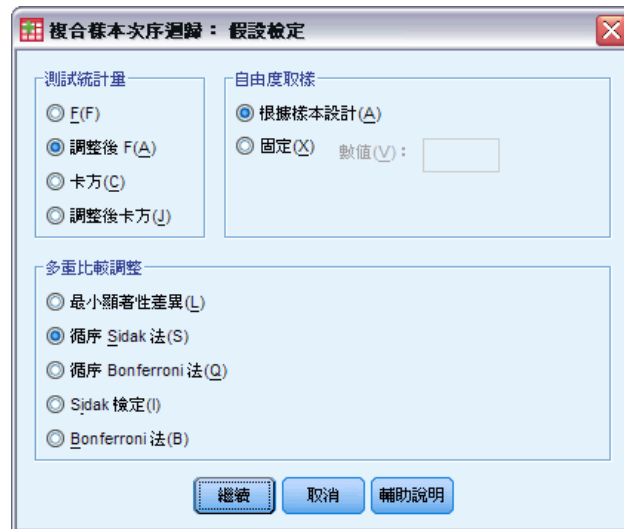 複合樣本次序迴歸： 假設檢定
測試統計量
F(F)
調整後 F(A)
卡方(C)
調整後卡方(J)
自由度取樣
根據樣本設計(A)
固定(X) 數值(V)：
多重比較調整
最小顯著性差異(L)
循序 Sidak 法(S)
循序 Bonferroni 法(Q)
Sidak 檢定(I)
Bonferroni 法(B)
繼續 取消 輔助說明